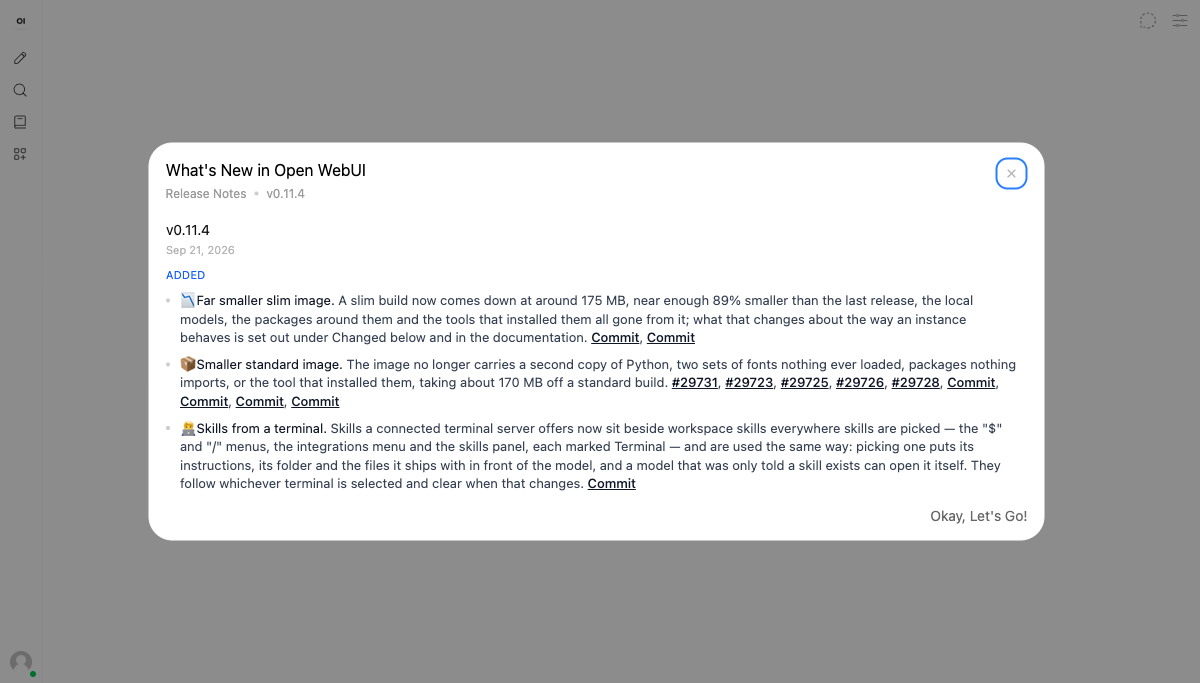 OI
What's New in Open WebUI
Release Notes • v0.11.4
v0.11.4
Sep 21, 2026
ADDED
• 📉Far smaller slim image. A slim build now comes down at around 175 MB, near enough 89% smaller than the last release, the local
models, the packages around them and the tools that installed them all gone from it; what that changes about the way an instance
behaves is set out under Changed below and in the documentation. Commit, Commit
• 📦Smaller standard image. The image no longer carries a second copy of Python, two sets of fonts nothing ever loaded, packages nothing
imports, or the tool that installed them, taking about 170 MB off a standard build. #29731, #29723, #29725, #29726, #29728, Commit,
Commit, Commit, Commit
• 🧑‍💻Skills from a terminal. Skills a connected terminal server offers now sit beside workspace skills everywhere skills are picked — the "$"
and "/" menus, the integrations menu and the skills panel, each marked Terminal — and are used the same way: picking one puts its
instructions, its folder and the files it ships with in front of the model, and a model that was only told a skill exists can open it itself. They
follow whichever terminal is selected and clear when that changes. Commit
Okay, Let's Go!